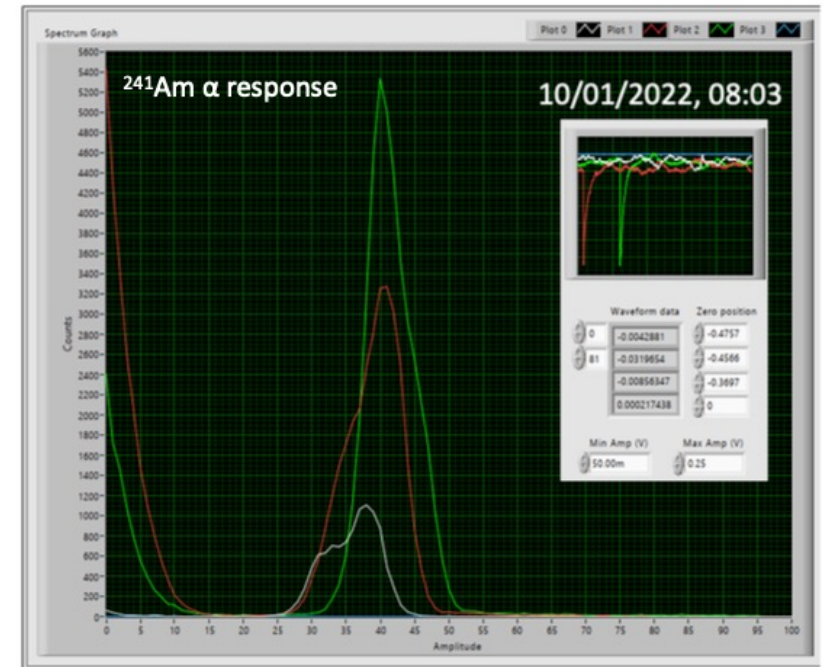 Spectrum Graph
Plot 0 Plot 1 Plot 2 Plot 3
²⁴¹Am α response
10/01/2022, 08:03
5600
5400
5200
5000
4800
4600
4400
4200
4000
3800
3600
3400
3200
3000
2800
2600
2400
2200
2000
1800
1600
1400
1200
1000
800
600
400
200
0
Counts
0 5 10 15 20 25 30 35 40 45 50 55 60 65 70 75 80 85 90 95 100
Amplitude
Waveform data Zero position
0 -0.0042881 -0.4757
81 -0.0319654 -0.4566
-0.00856347 -0.3697
0.000217438 0
Min Amp (V) Max Amp (V)
50.00m 0.25